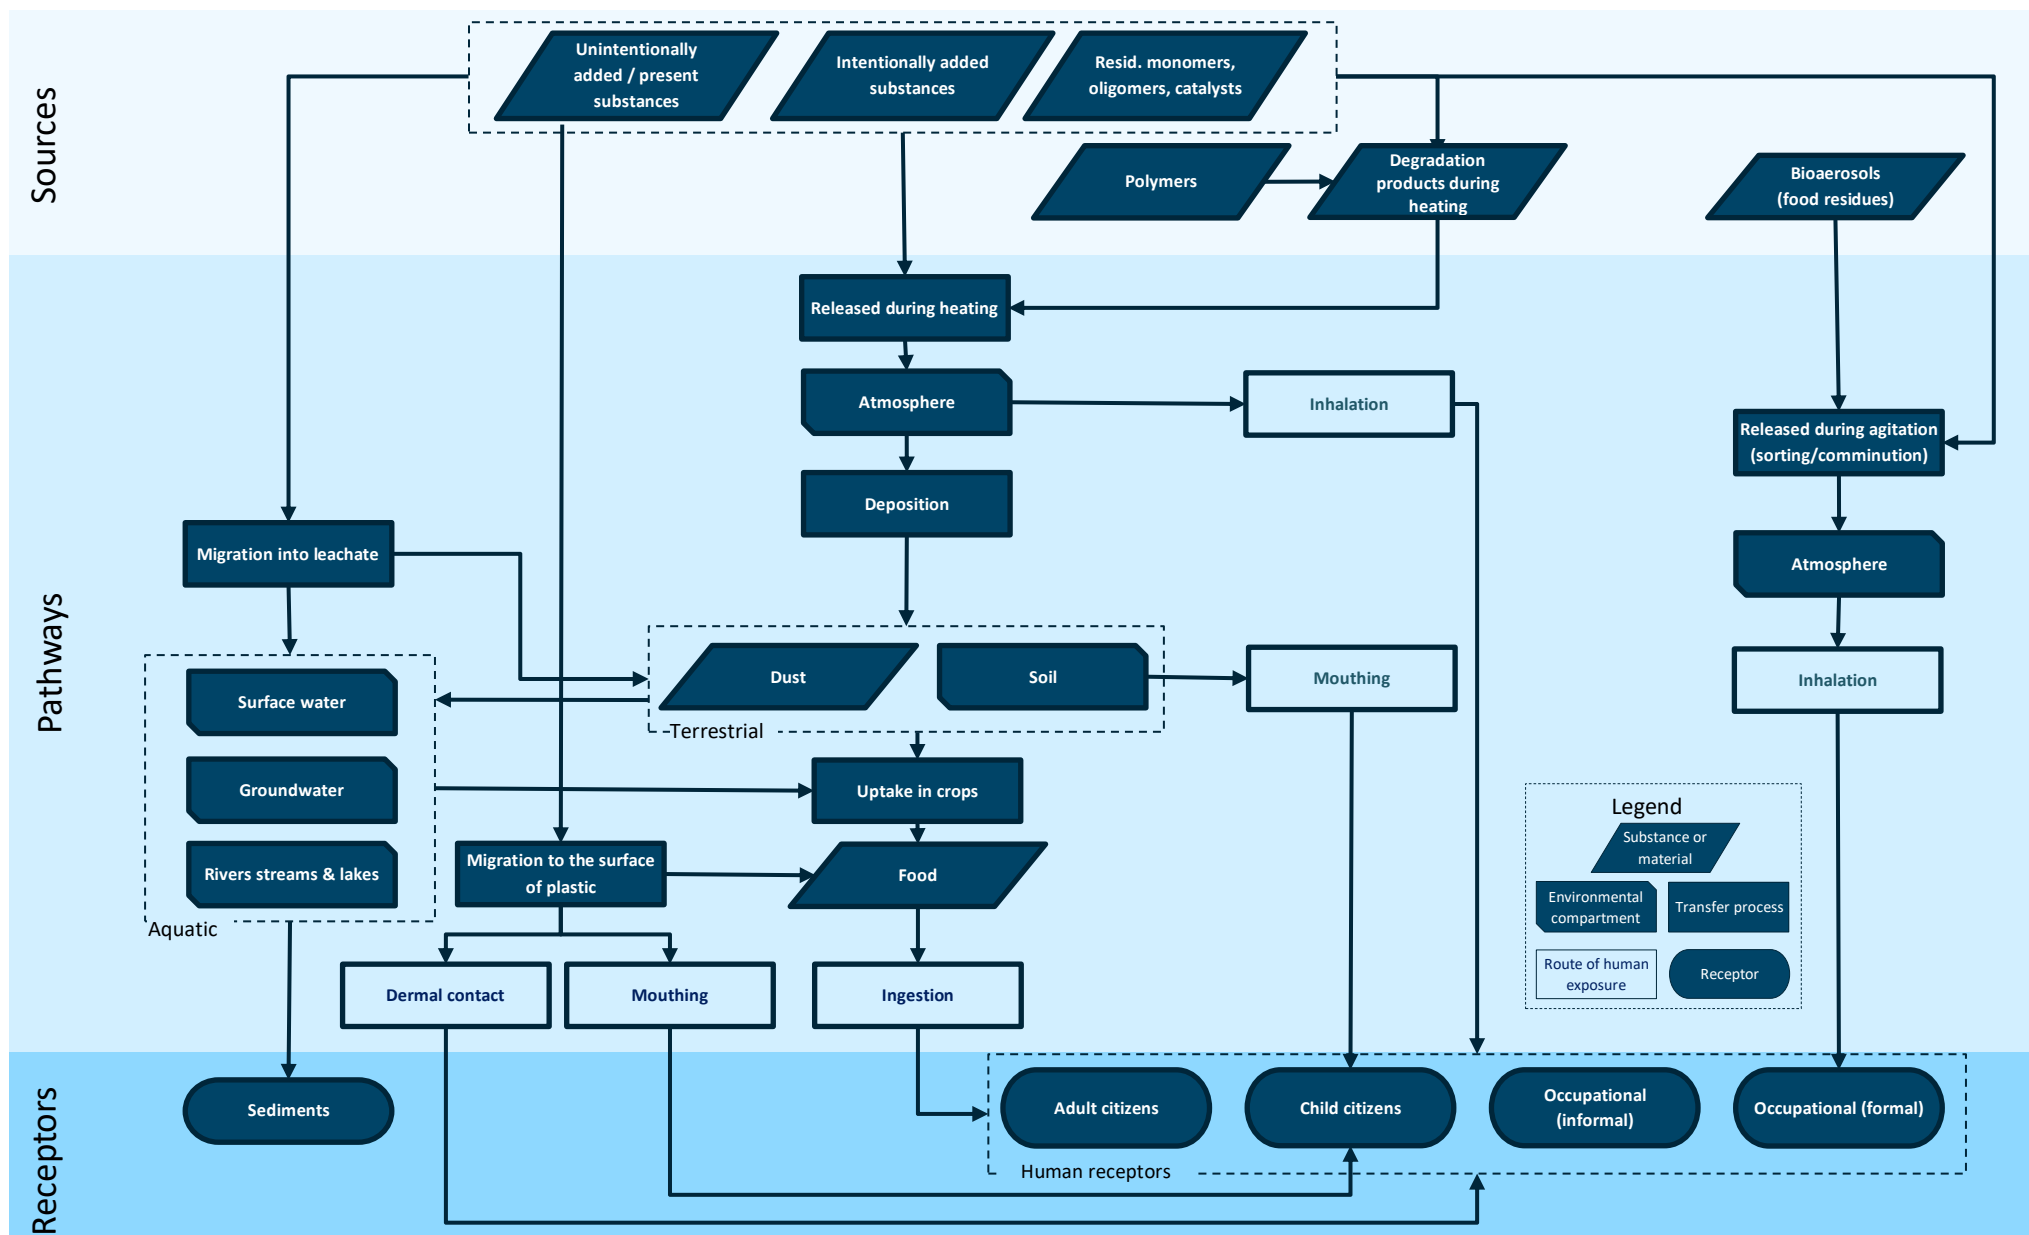 Sources
Unintentionally
added / present
substances
Intentionally added
substances
Resid. monomers,
oligomers, catalysts
Polymers
Degradation
products during
heating
Bioaerosols
(food residues)
Pathways
Released during heating
Atmosphere
Inhalation
Deposition
Released during agitation
(sorting/comminution)
Migration into leachate
Atmosphere
Surface water
Groundwater
Rivers streams & lakes
Aquatic
Dust
Soil
Terrestrial
Mouthing
Inhalation
Uptake in crops
Migration to the surface
of plastic
Food
Dermal contact
Mouthing
Ingestion
Legend
Substance or
material
Environmental
compartment
Transfer process
Route of human
exposure
Receptor
Receptors
Sediments
Adult citizens
Child citizens
Occupational
(informal)
Occupational (formal)
Human receptors